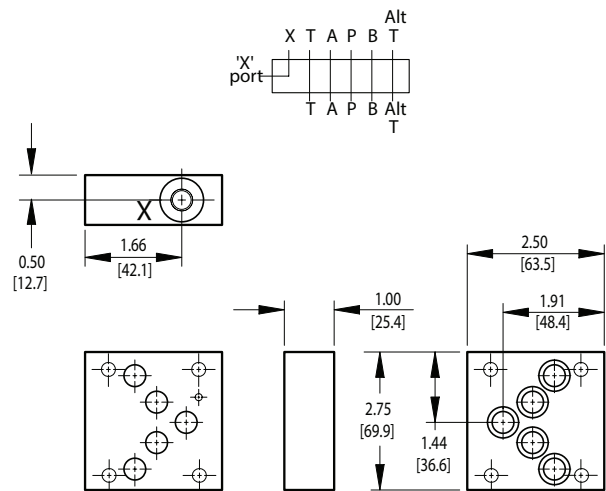 Alt
X T A P B T
'X'
port
T A P B Alt
T
X
0.50
[12.7]
1.66
[42.1]
2.50
[63.5]
1.00
[25.4]
1.91
[48.4]
2.75
[69.9]
1.44
[36.6]